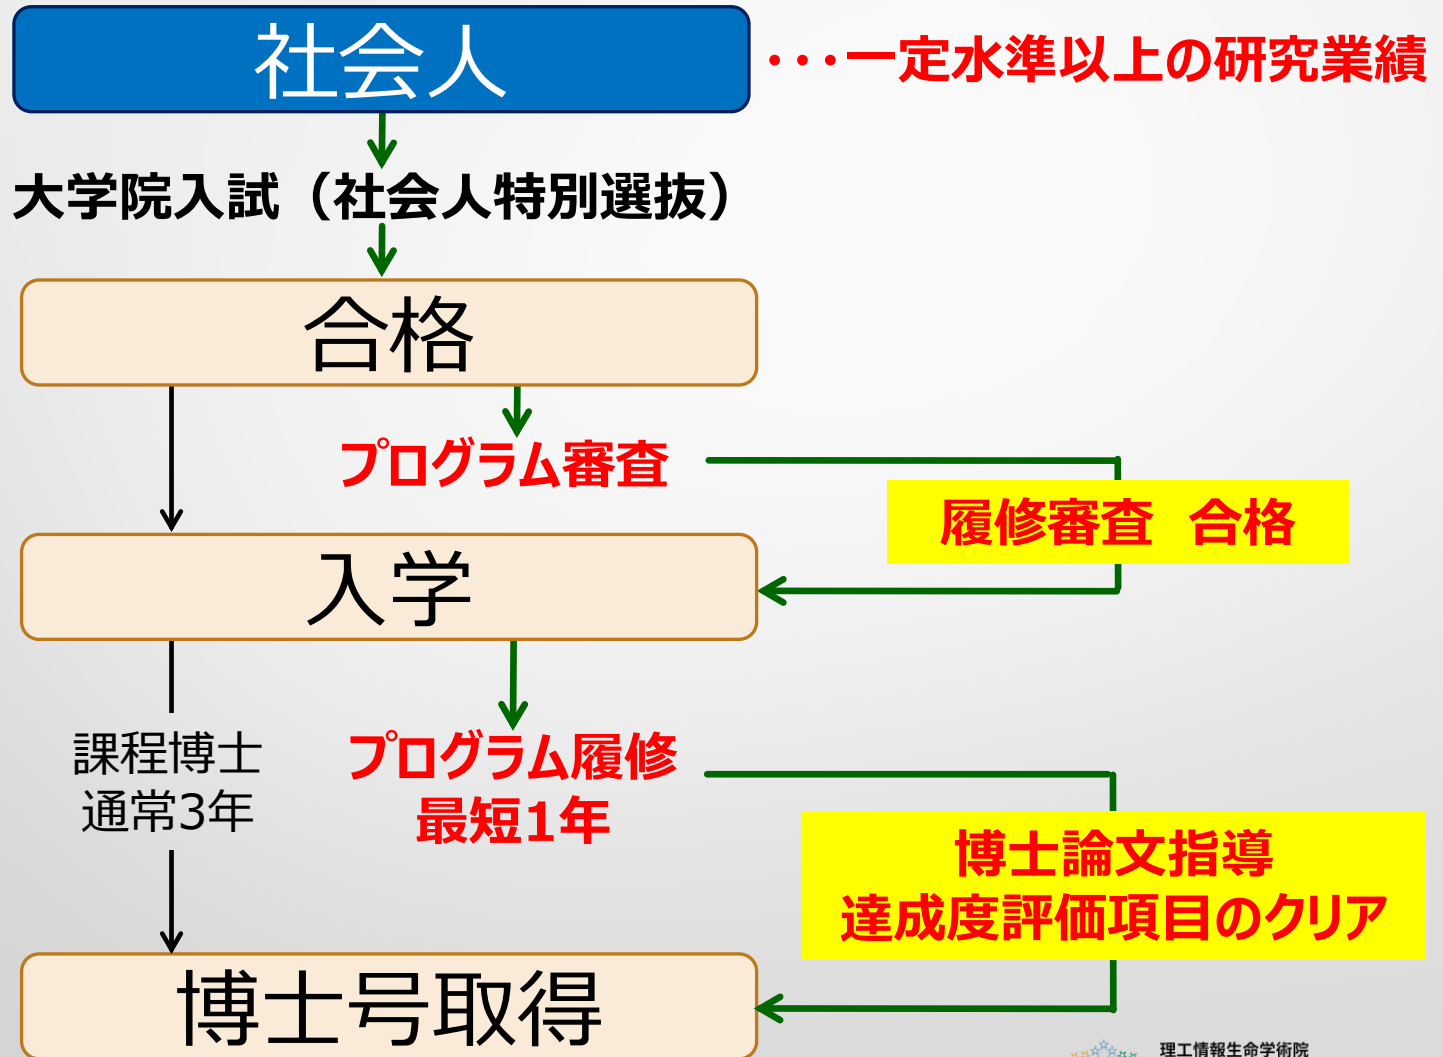 社会人
・・・一定水準以上の研究業績
大学院入試（社会人特別選抜）
合格
プログラム審査
履修審査　合格
入学
課程博士
通常3年
プログラム履修
最短1年
博士論文指導
達成度評価項目のクリア
博士号取得
理工情報生命学術院